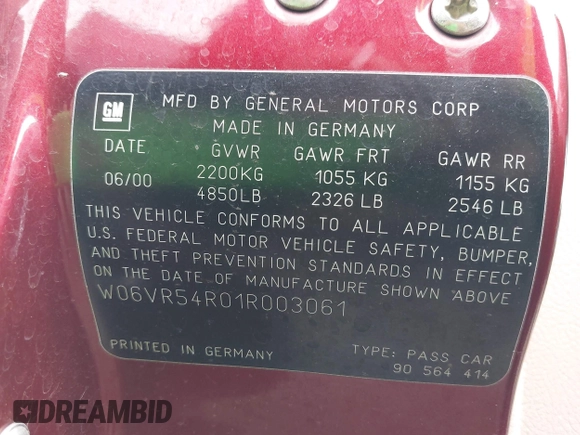 GM
MFD BY GENERAL MOTORS CORP
MADE IN GERMANY
DATE GVWR GAWR FRT GAWR RR
06/00 2200KG 1055 KG 1155 KG
4850LB 2326 LB 2546 LB
THIS VEHICLE CONFORMS TO ALL APPLICABLE
U.S. FEDERAL MOTOR VEHICLE SAFETY, BUMPER,
AND THEFT PREVENTION STANDARDS IN EFFECT
ON THE DATE OF MANUFACTURE SHOWN ABOVE
W06VR54R01R003061
PRINTED IN GERMANY TYPE: PASS CAR
90 564 414
DREAMBID